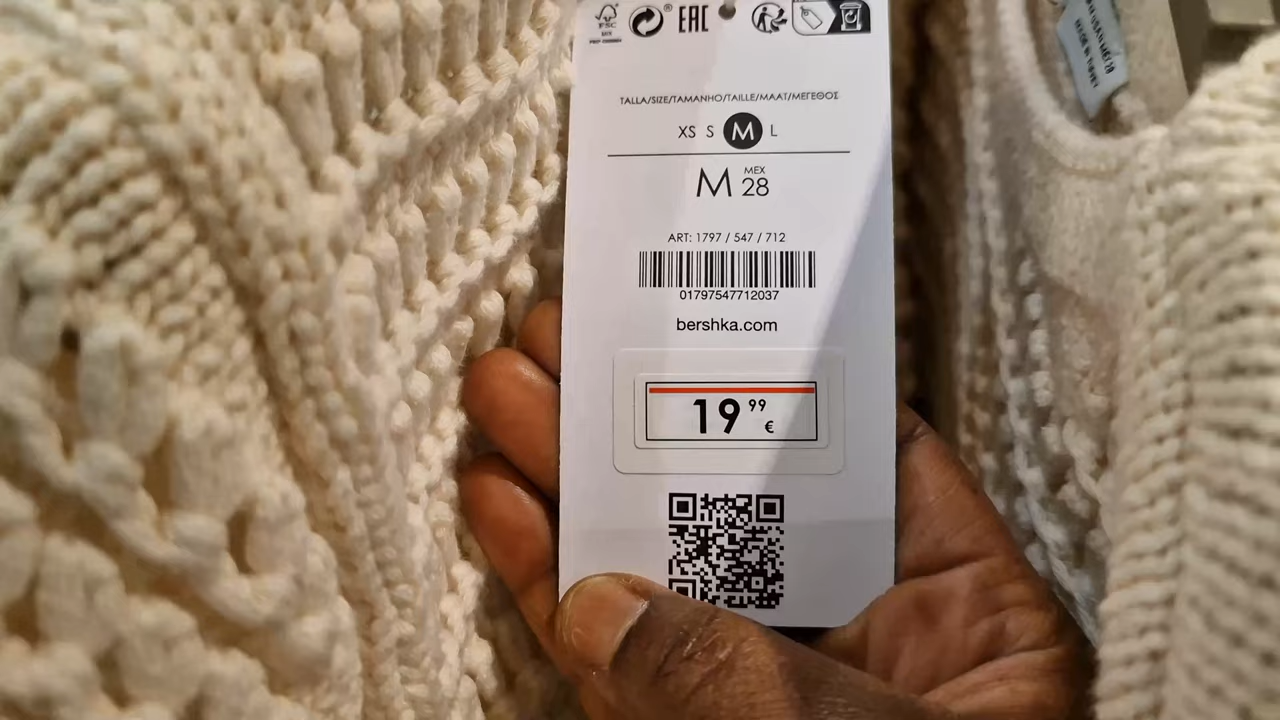 FSC
EAC
TALLA/SIZE/TAMANHO/TAILLE/MAAT/ΜΕΓΕΘΟΣ
XS S M L
M MEX 28
ART: 1797 / 547 / 712
01797547712037
bershka.com
19 99 €